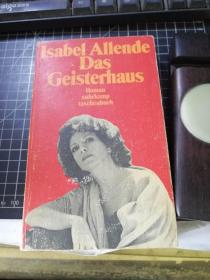 Isabel Allende
Das
Geisterhaus
Roman
suhrkamp
taschenbuch